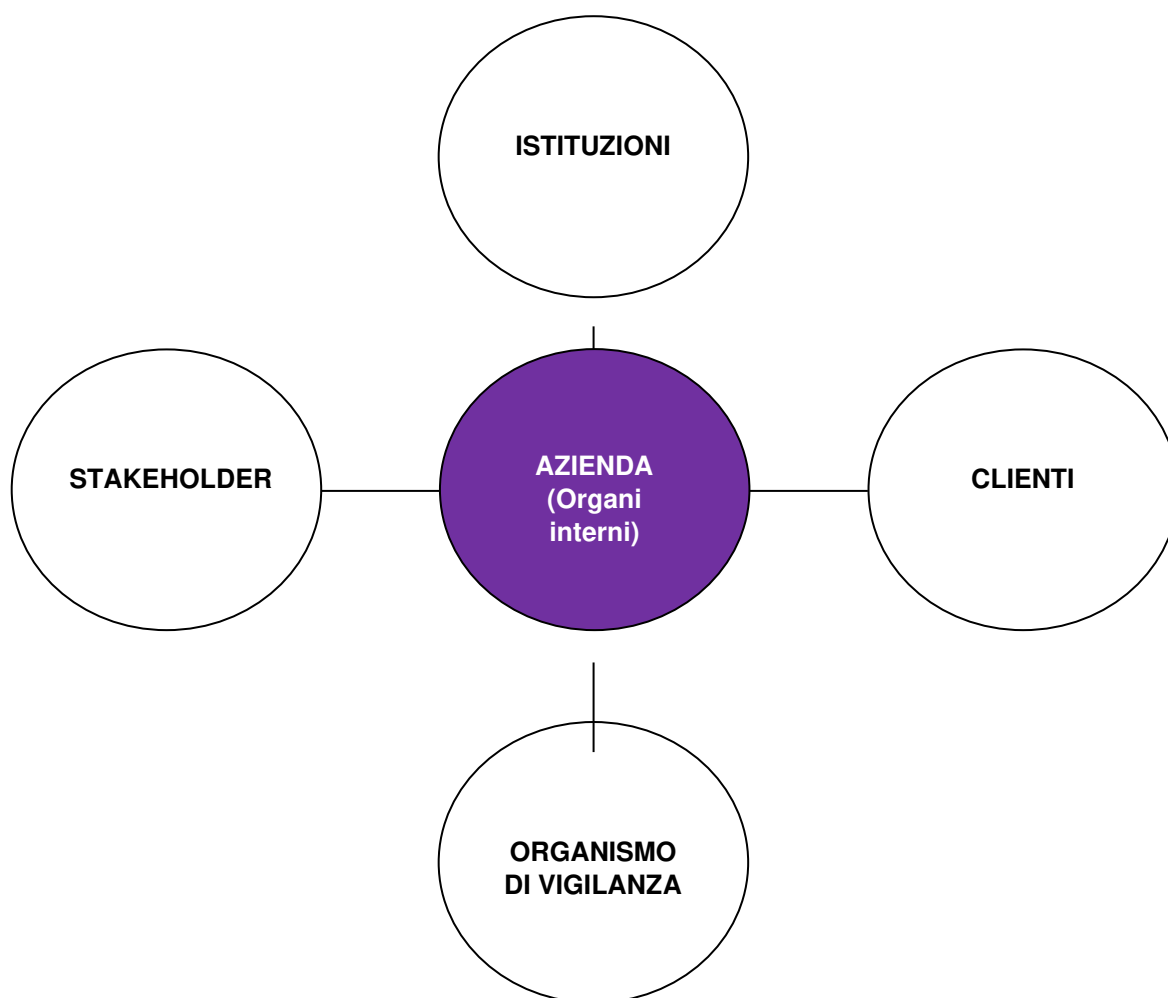 ISTITUZIONI
STAKEHOLDER
AZIENDA
(Organi
interni)
CLIENTI
ORGANISMO
DI VIGILANZA